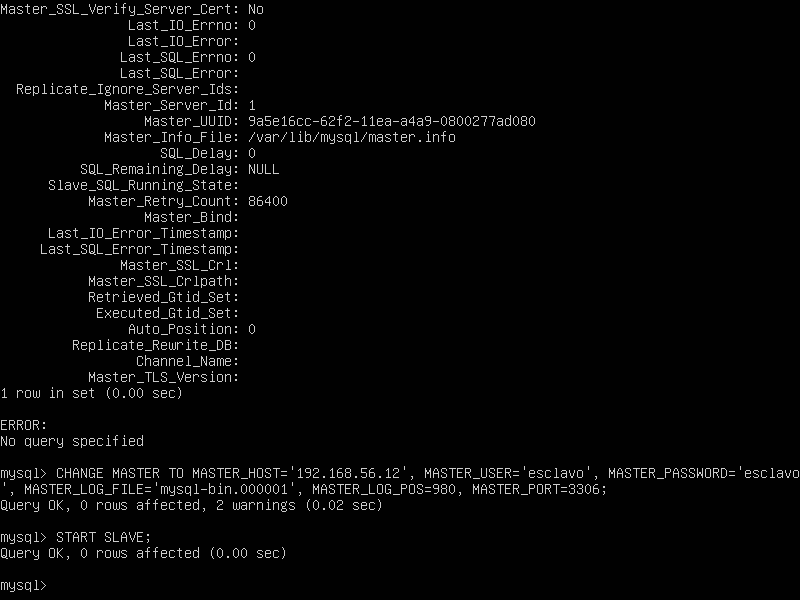 Master_SSL_Verify_Server_Cert: No
Last_IO_Errno: 0
Last_IO_Error:
Last_SQL_Errno: 0
Last_SQL_Error:
Replicate_Ignore_Server_Ids:
Master_Server_Id: 1
Master_UUID: 9a5e16cc-62f2-11ea-a4a9-0800277ad080
Master_Info_File: /var/lib/mysql/master.info
SQL_Delay: 0
SQL_Remaining_Delay: NULL
Slave_SQL_Running_State:
Master_Retry_Count: 86400
Master_Bind:
Last_IO_Error_Timestamp:
Last_SQL_Error_Timestamp:
Master_SSL_Crl:
Master_SSL_Crlpath:
Retrieved_Gtid_Set:
Executed_Gtid_Set:
Auto_Position: 0
Replicate_Rewrite_DB:
Channel_Name:
Master_TLS_Version:
1 row in set (0.00 sec)
ERROR:
No query specified
mysql> CHANGE MASTER TO MASTER_HOST='192.168.56.12', MASTER_USER='esclavo', MASTER_PASSWORD='esclavo
', MASTER_LOG_FILE='mysql-bin.000001', MASTER_LOG_POS=980, MASTER_PORT=3306;
Query OK, 0 rows affected, 2 warnings (0.02 sec)
mysql> START SLAVE;
Query OK, 0 rows affected (0.00 sec)
mysql>